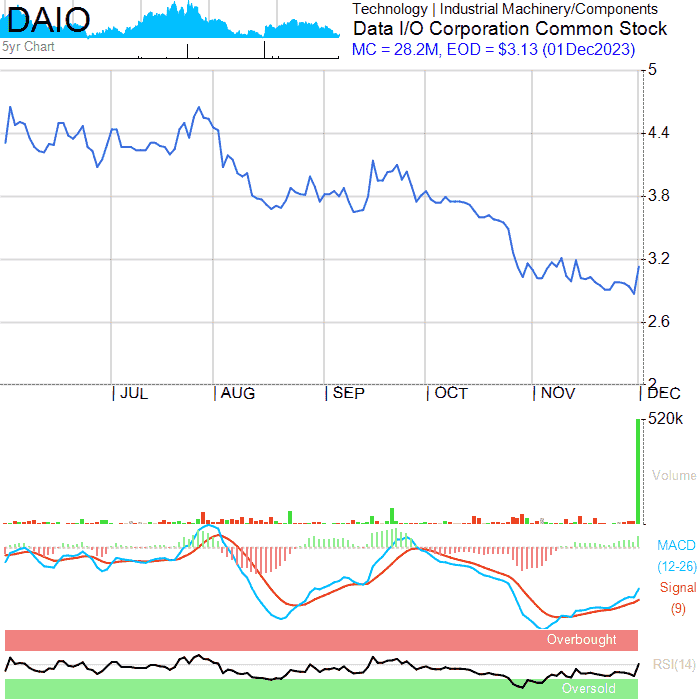 DAIO
5yr Chart
Technology | Industrial Machinery/Components
Data I/O Corporation Common Stock
MC = 28.2M, EOD = $3.13 (01Dec2023)
5
4.4
3.8
3.2
2.6
2
| JUL | AUG | SEP | OCT | NOV | DEC
520k
Volume
MACD
(12-26)
Signal
(9)
Overbought
RSI(14)
Oversold